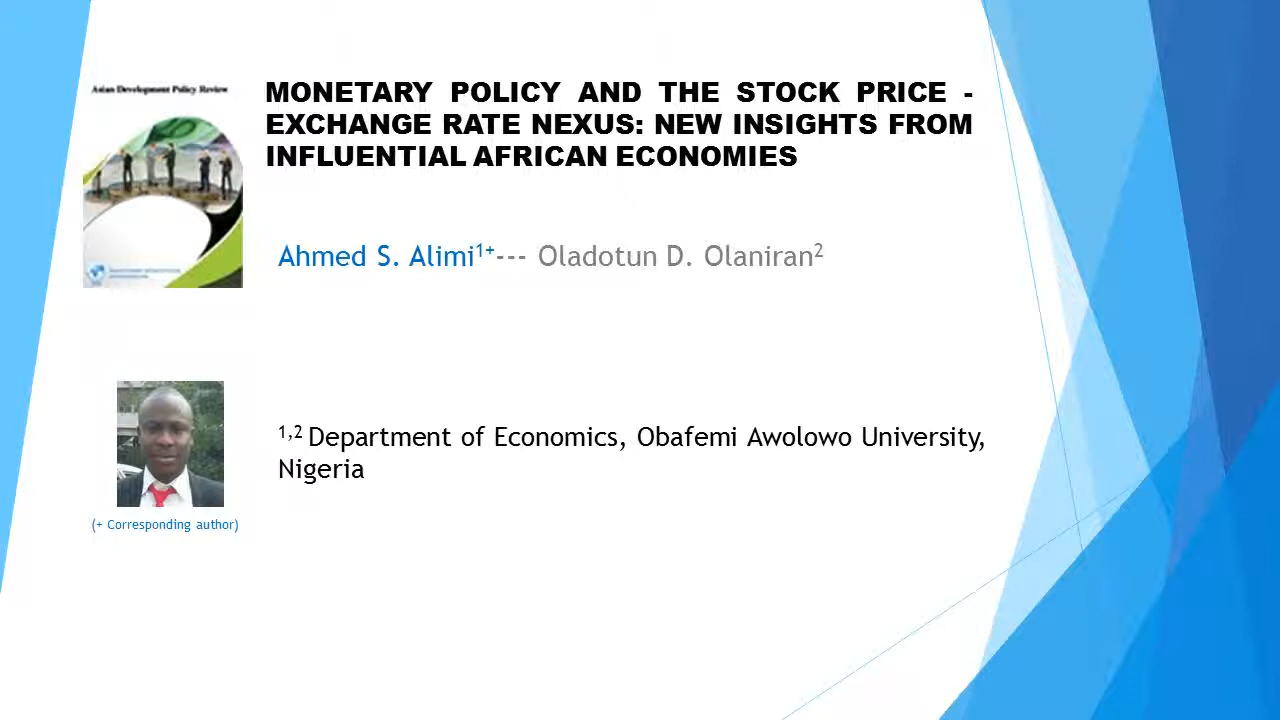 Asian Development Policy Review
MONETARY POLICY AND THE STOCK PRICE -
EXCHANGE RATE NEXUS: NEW INSIGHTS FROM
INFLUENTIAL AFRICAN ECONOMIES
Ahmed S. Alimi¹⁺--- Oladotun D. Olaniran²
¹,² Department of Economics, Obafemi Awolowo University,
Nigeria
(+ Corresponding author)